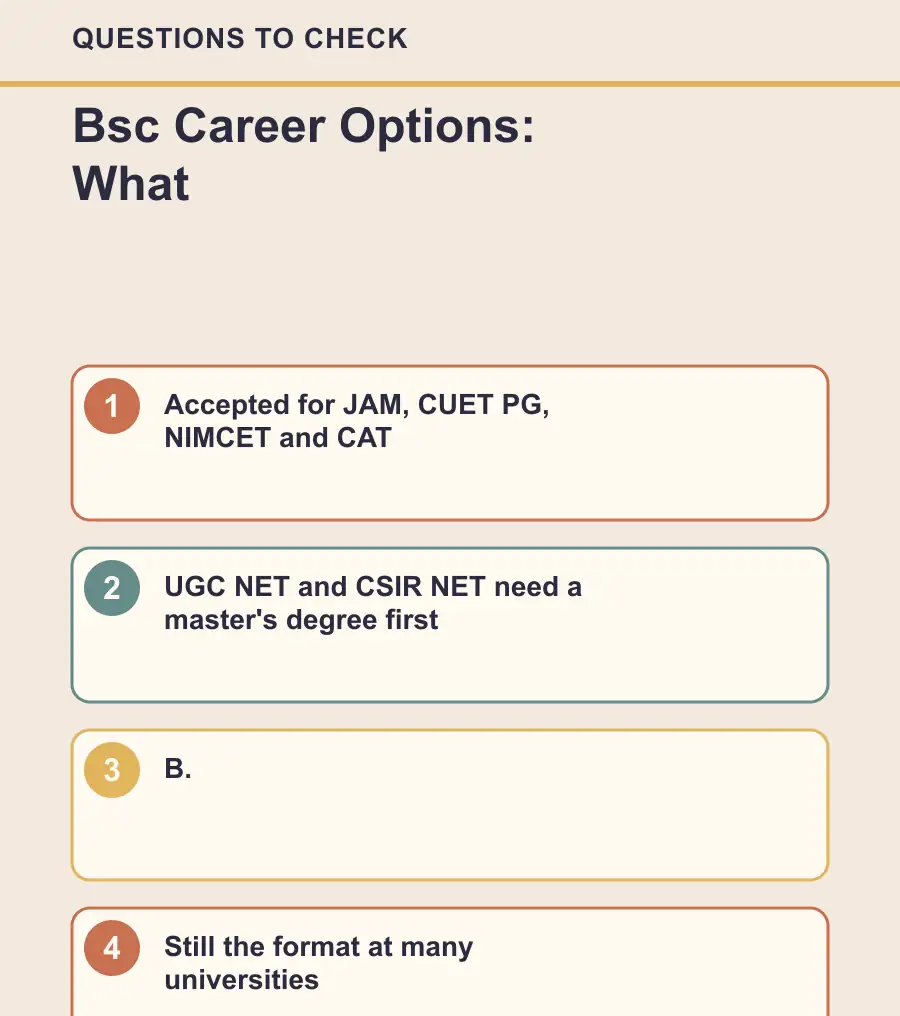 QUESTIONS TO CHECK
Bsc Career Options:
What
1
Accepted for JAM, CUET PG,
NIMCET and CAT
2
UGC NET and CSIR NET need a
master's degree first
3
B.
4
Still the format at many
universities